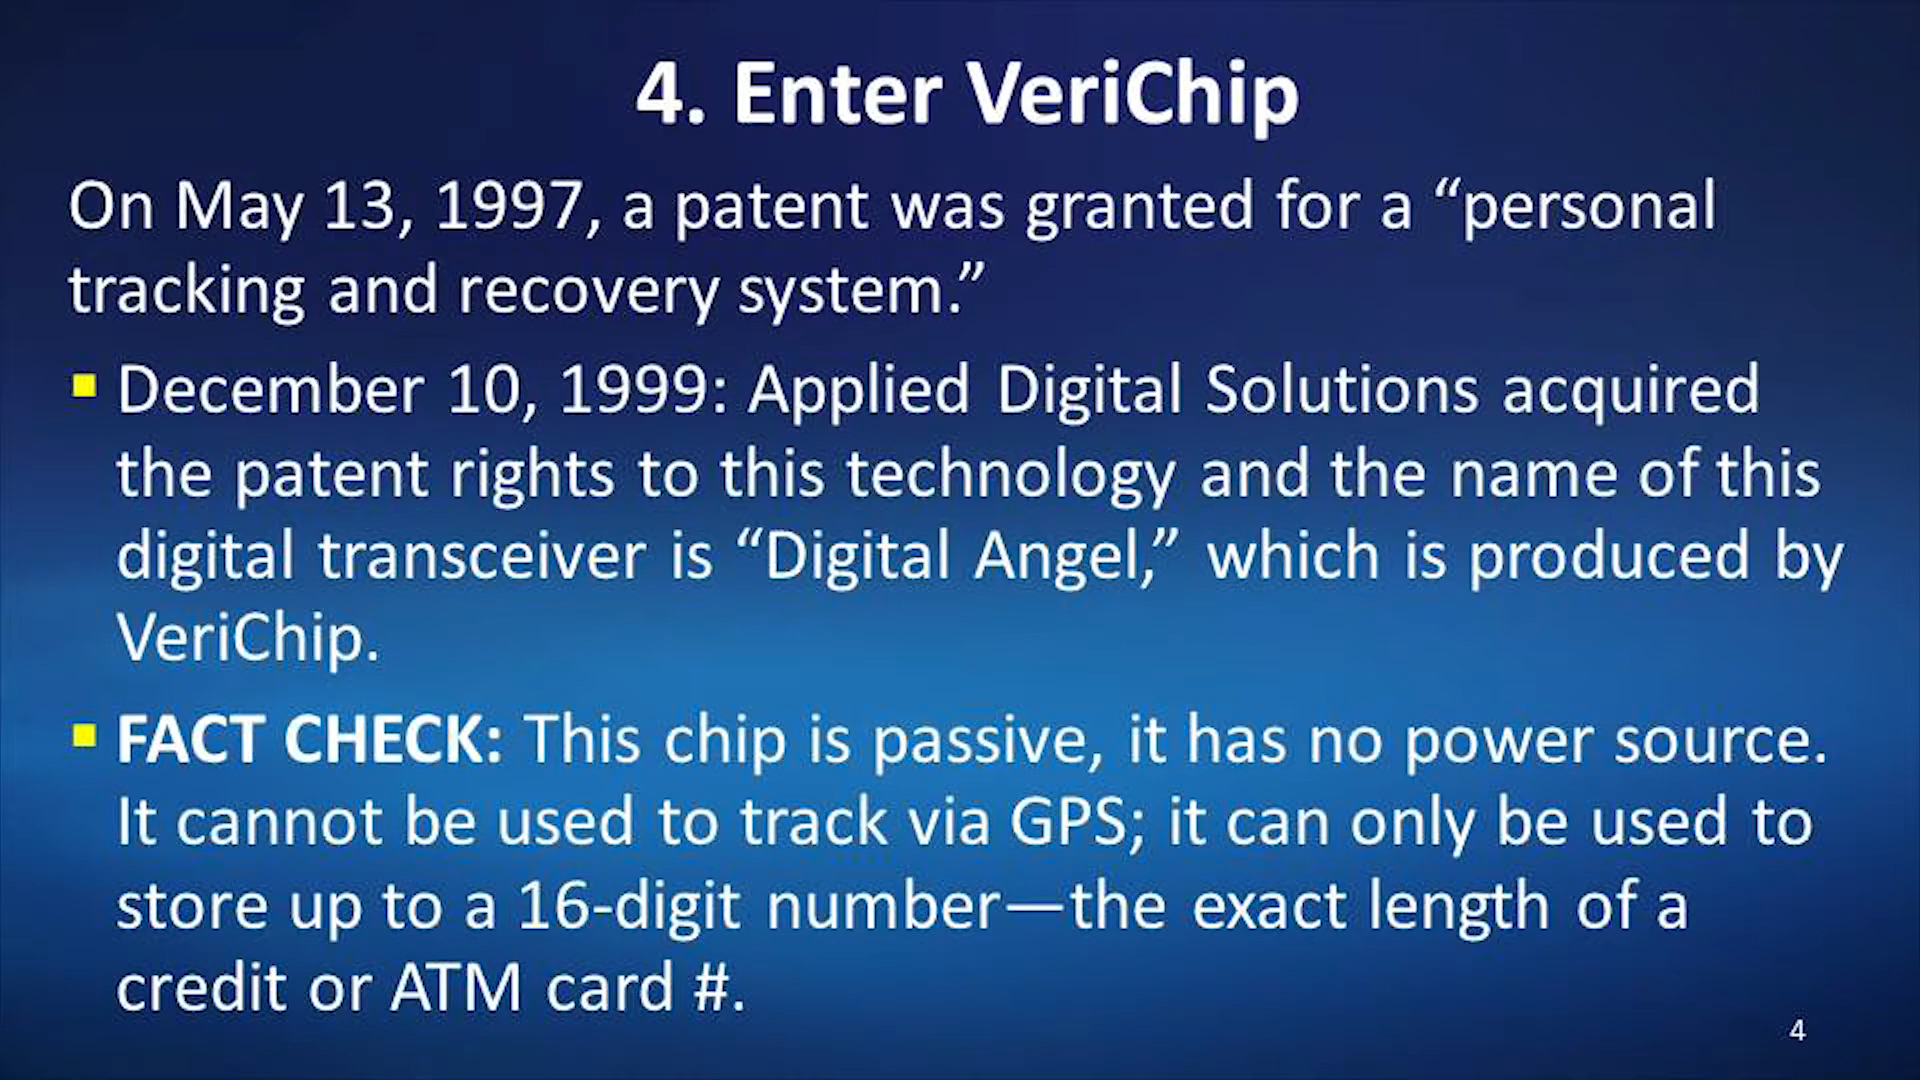 4. Enter VeriChip
On May 13, 1997, a patent was granted for a “personal
tracking and recovery system.”
▪ December 10, 1999: Applied Digital Solutions acquired
the patent rights to this technology and the name of this
digital transceiver is “Digital Angel,” which is produced by
VeriChip.
▪ FACT CHECK: This chip is passive, it has no power source.
It cannot be used to track via GPS; it can only be used to
store up to a 16-digit number—the exact length of a
credit or ATM card #.
4